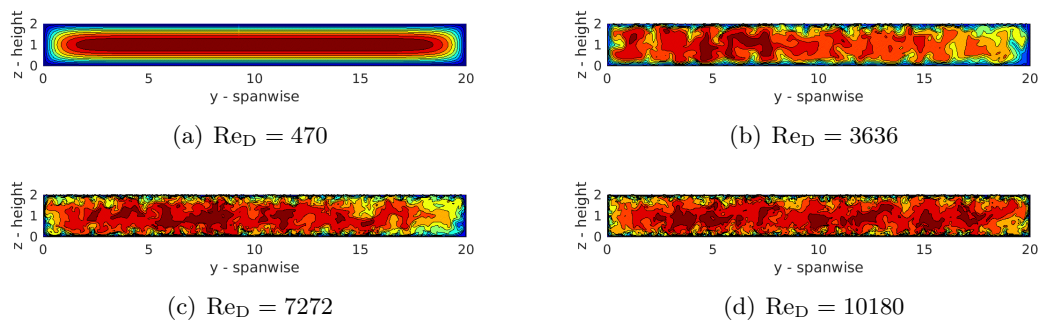 z - height
2
1
0
0 5 10 15 20
y - spanwise
(a) Re_D = 470
z - height
2
1
0
0 5 10 15 20
y - spanwise
(b) Re_D = 3636
z - height
2
1
0
0 5 10 15 20
y - spanwise
(c) Re_D = 7272
z - height
2
1
0
0 5 10 15 20
y - spanwise
(d) Re_D = 10180